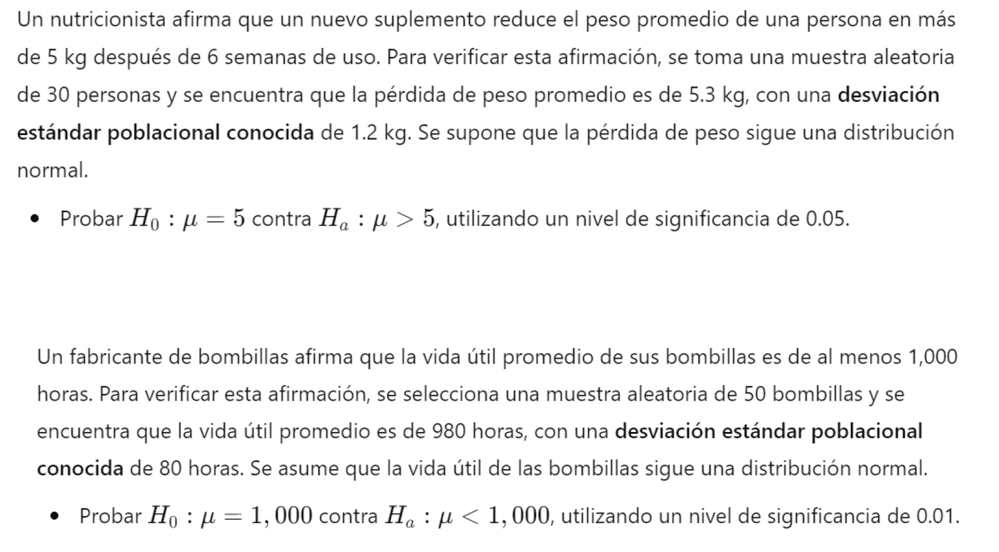 Un nutricionista afirma que un nuevo suplemento reduce el peso promedio de una persona en más
de 5 kg después de 6 semanas de uso. Para verificar esta afirmación, se toma una muestra aleatoria
de 30 personas y se encuentra que la pérdida de peso promedio es de 5.3 kg, con una desviación
estándar poblacional conocida de 1.2 kg. Se supone que la pérdida de peso sigue una distribución
normal.
• Probar H₀ : μ = 5 contra Hₐ : μ > 5, utilizando un nivel de significancia de 0.05.
Un fabricante de bombillas afirma que la vida útil promedio de sus bombillas es de al menos 1,000
horas. Para verificar esta afirmación, se selecciona una muestra aleatoria de 50 bombillas y se
encuentra que la vida útil promedio es de 980 horas, con una desviación estándar poblacional
conocida de 80 horas. Se asume que la vida útil de las bombillas sigue una distribución normal.
• Probar H₀ : μ = 1, 000 contra Hₐ : μ < 1, 000, utilizando un nivel de significancia de 0.01.